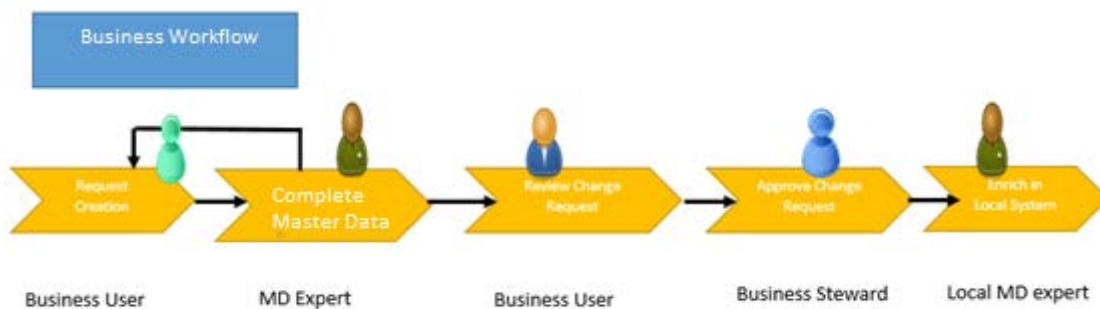 Business Workflow
Request
Creation
Complete
Master Data
Review Change
Request
Approve Change
Request
Enrich in
Local System
Business User
MD Expert
Business User
Business Steward
Local MD expert